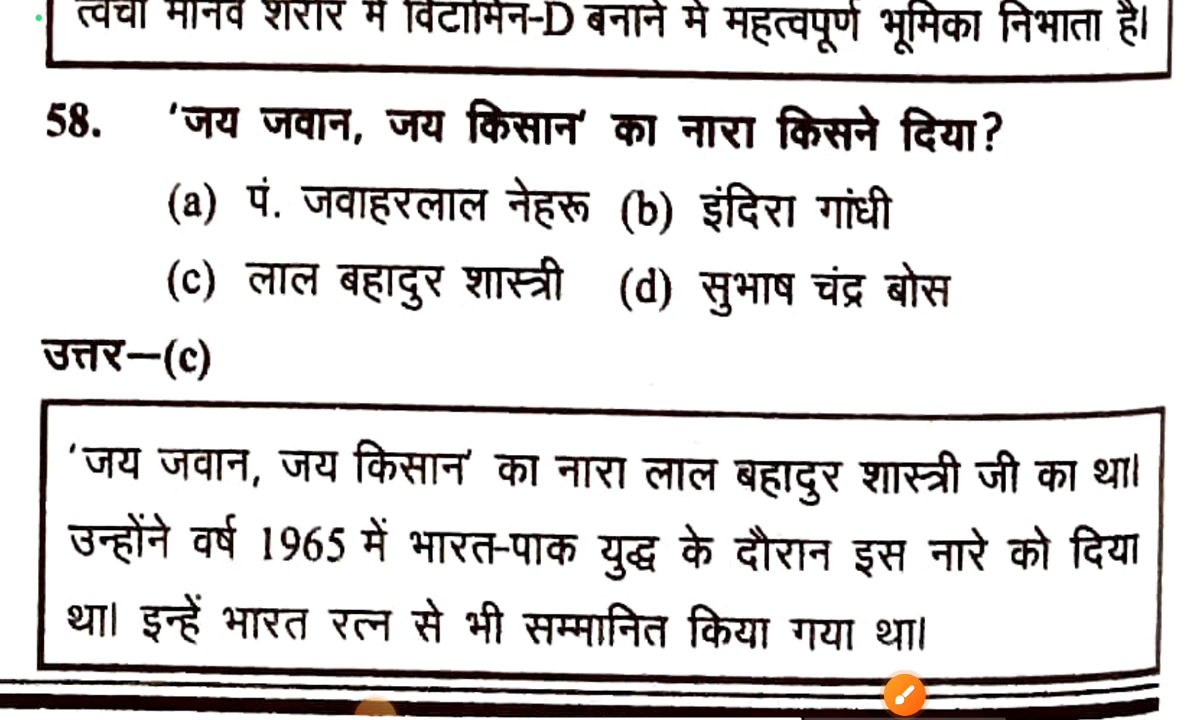 त्वचा मानव शरीर में विटामिन-D बनाने में महत्वपूर्ण भूमिका निभाता है।
58. 'जय जवान, जय किसान' का नारा किसने दिया?
(a) पं. जवाहरलाल नेहरू (b) इंदिरा गांधी
(c) लाल बहादुर शास्त्री (d) सुभाष चंद्र बोस
उत्तर—(c)
'जय जवान, जय किसान' का नारा लाल बहादुर शास्त्री जी का था।
उन्होंने वर्ष 1965 में भारत-पाक युद्ध के दौरान इस नारे को दिया
था। इन्हें भारत रत्न से भी सम्मानित किया गया था।